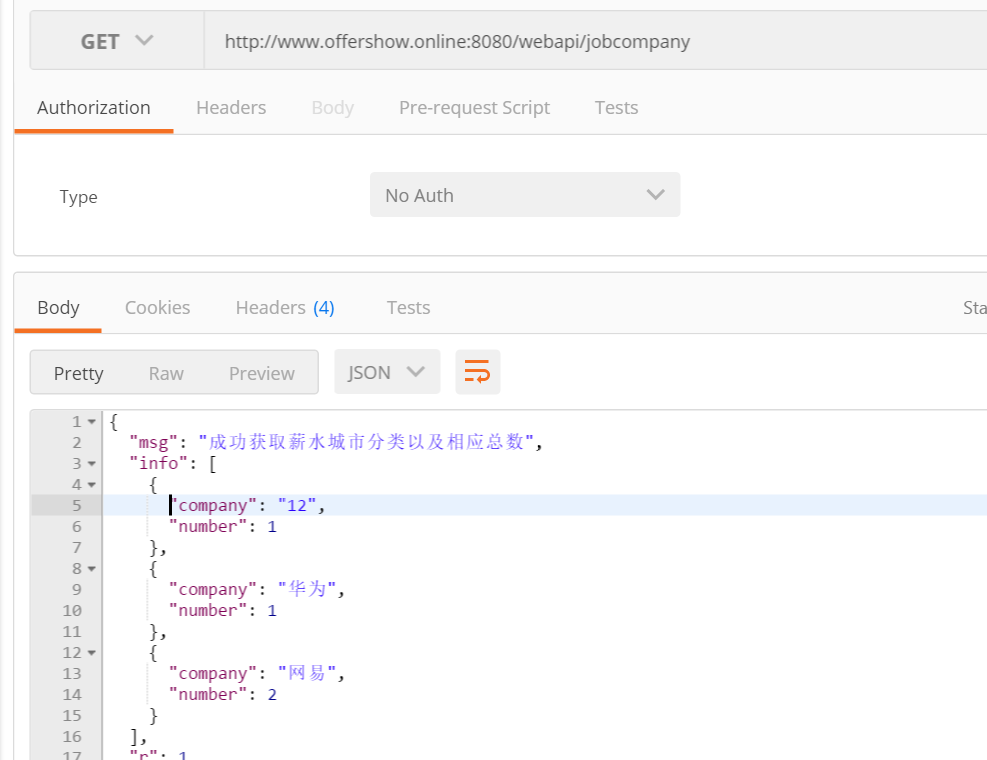 GET http://www.offershow.online:8080/webapi/jobcompany
Authorization Headers Body Pre-request Script Tests
Type No Auth
Body Cookies Headers (4) Tests Sta
Pretty Raw Preview JSON
1 {
2 "msg": "成功获取薪水城市分类以及相应总数",
3 "info": [
4 {
5 "company": "12",
6 "number": 1
7 },
8 {
9 "company": "华为",
10 "number": 1
11 },
12 {
13 "company": "网易",
14 "number": 2
15 }
16 ],
17 "r": 1